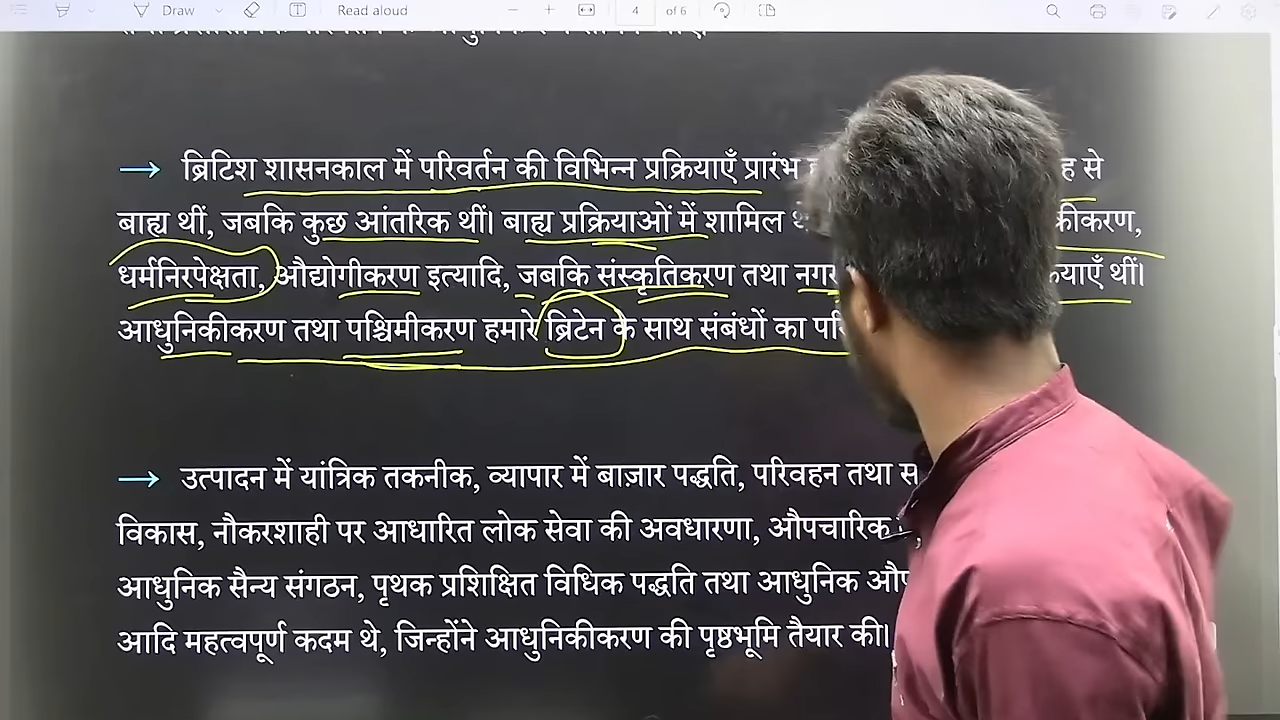 Draw
Read aloud
4 of 6
→ ब्रिटिश शासनकाल में परिवर्तन की विभिन्न प्रक्रियाएँ प्रारंभ से
बाह्य थीं, जबकि कुछ आंतरिक थीं। बाह्य प्रक्रियाओं में शामिल
धर्मनिरपेक्षता, औद्योगीकरण इत्यादि, जबकि संस्कृतिकरण तथा थीं।
आधुनिकीकरण तथा पश्चिमीकरण हमारे ब्रिटेन के साथ संबंधों का
→ उत्पादन में यांत्रिक तकनीक, व्यापार में बाज़ार पद्धति, परिवहन तथा
विकास, नौकरशाही पर आधारित लोक सेवा की अवधारणा, औपचारिक
आधुनिक सैन्य संगठन, पृथक प्रशिक्षित विधिक पद्धति तथा आधुनिक
आदि महत्वपूर्ण कदम थे, जिन्होंने आधुनिकीकरण की पृष्ठभूमि तैयार की।